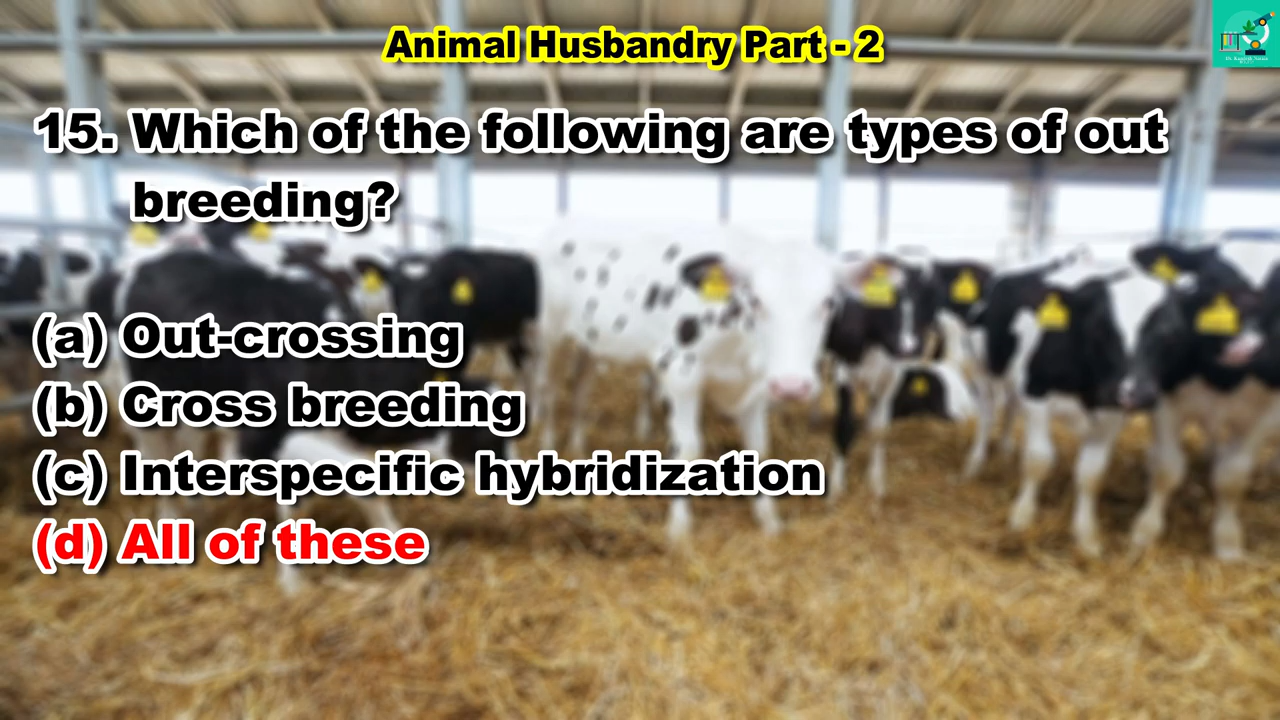 Animal Husbandry Part - 2
15. Which of the following are types of out
breeding?
(a) Out-crossing
(b) Cross breeding
(c) Interspecific hybridization
(d) All of these